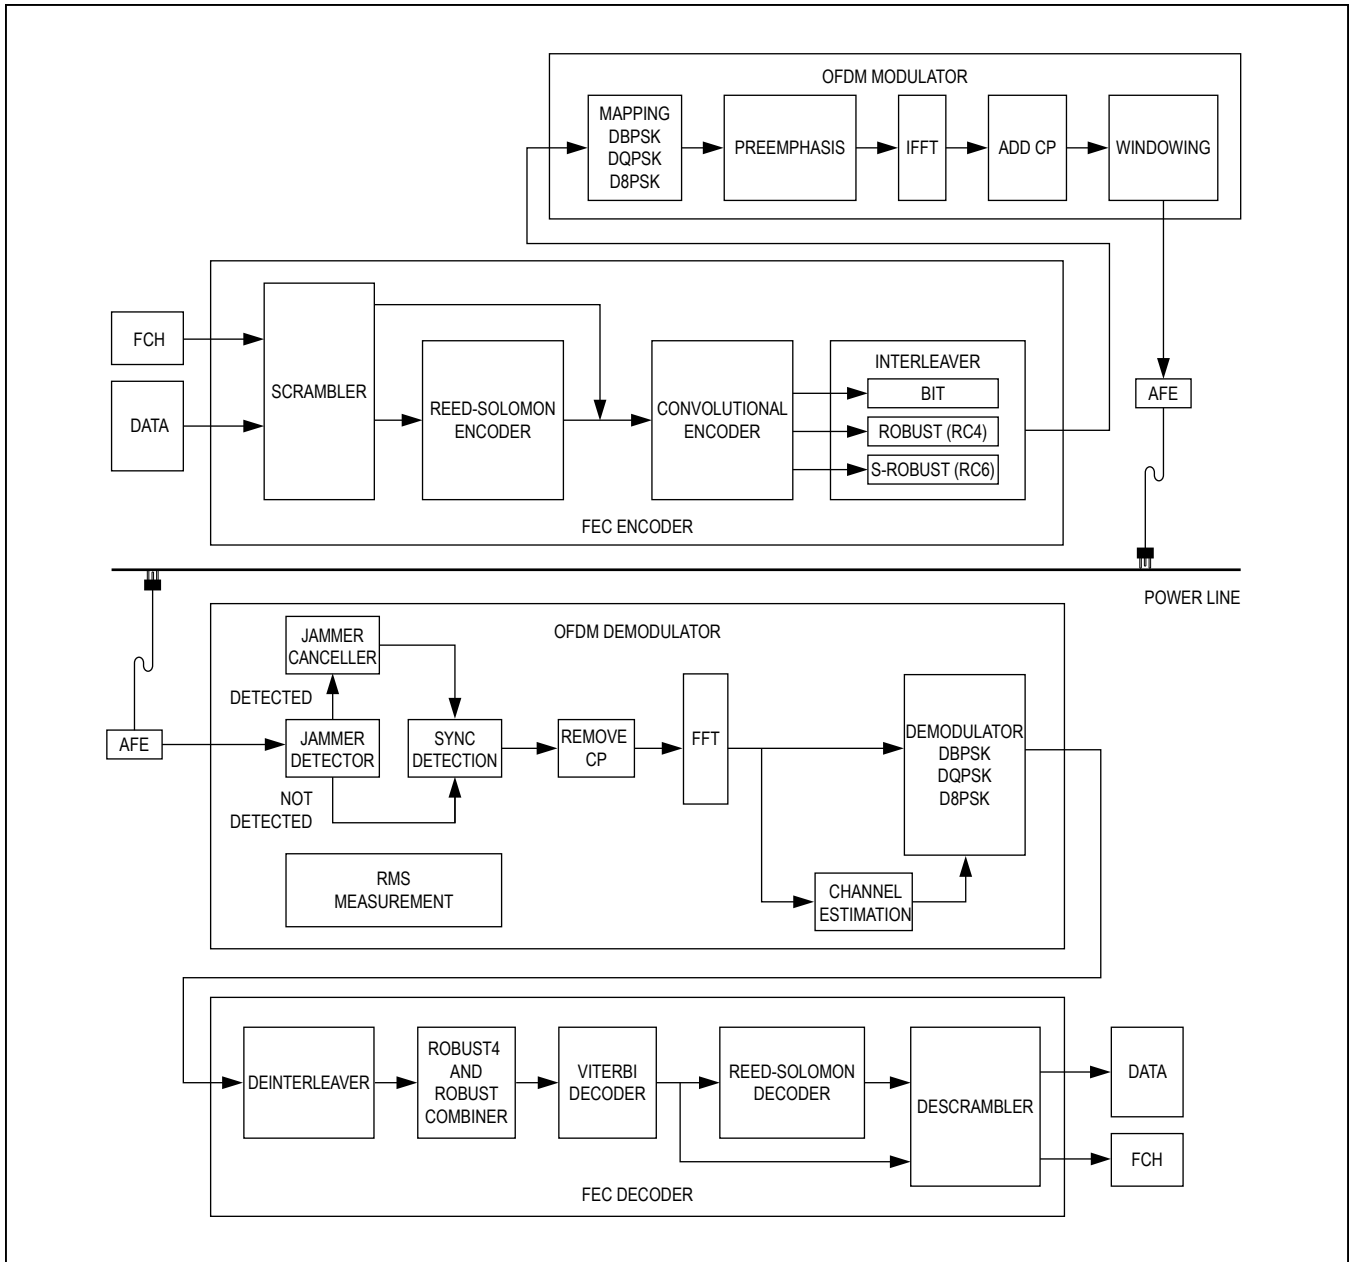 OFDM MODULATOR
MAPPING
DBPSK
DQPSK
D8PSK
PREEMPHASIS
IFFT
ADD CP
WINDOWING
FCH
DATA
SCRAMBLER
REED-SOLOMON
ENCODER
CONVOLUTIONAL
ENCODER
INTERLEAVER
BIT
ROBUST (RC4)
S-ROBUST (RC6)
FEC ENCODER
AFE
POWER LINE
OFDM DEMODULATOR
JAMMER
CANCELLER
DETECTED
AFE
JAMMER
DETECTOR
NOT
DETECTED
SYNC
DETECTION
REMOVE
CP
FFT
DEMODULATOR
DBPSK
DQPSK
D8PSK
RMS
MEASUREMENT
CHANNEL
ESTIMATION
DEINTERLEAVER
ROBUST4
AND
ROBUST
COMBINER
VITERBI
DECODER
REED-SOLOMON
DECODER
DESCRAMBLER
DATA
FCH
FEC DECODER